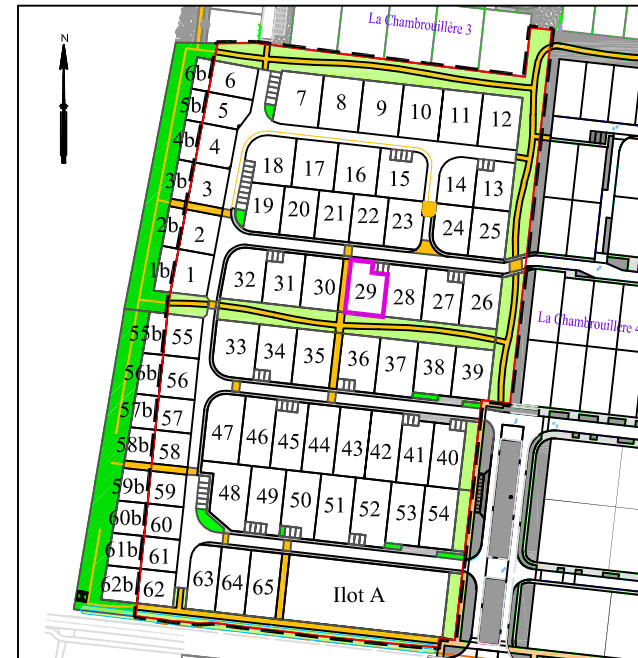 La Chambrouillère 3
N
6b 6 7 8 9 10 11 12
5b 5
4b 4
18 17 16 15 14 13
3b 3
19 20 21 22 23 24 25
2b 2
1b 1 32 31 30 29 28 27 26
La Chambrouillère 4
55b 55 33 34 35 36 37 38 39
56b 56
57b 57
47 46 45 44 43 42 41 40
58b 58
59b 59 48 49 50 51 52 53 54
60b 60
61b 61
62b 62 63 64 65 Ilot A